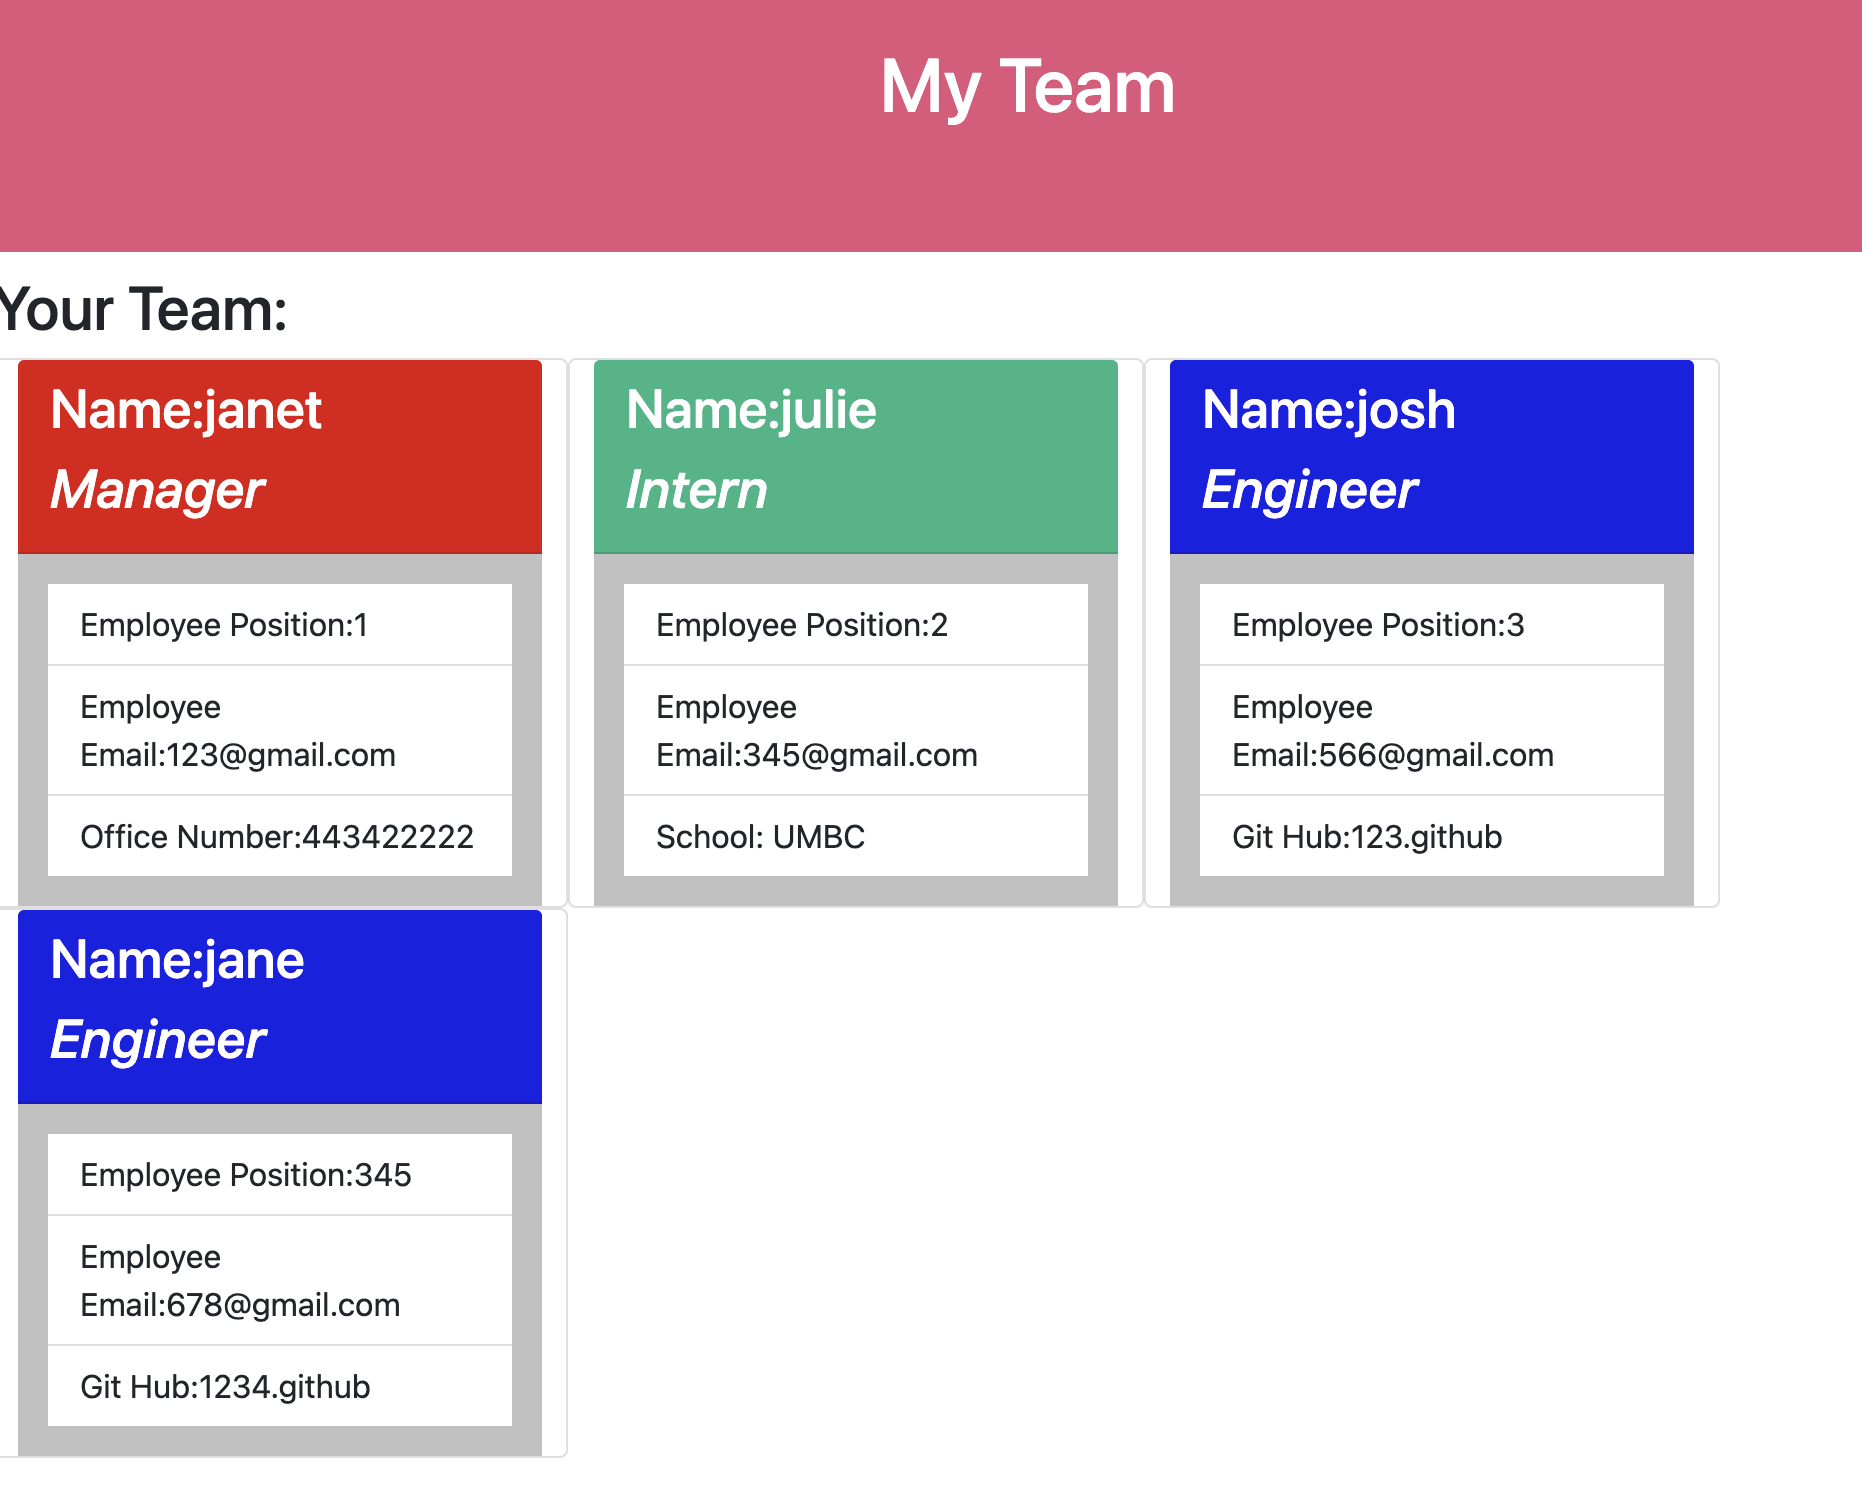 My Team
Your Team:
Name:janet
Manager
Employee Position:1
Employee
Email:123@gmail.com
Office Number:443422222
Name:julie
Intern
Employee Position:2
Employee
Email:345@gmail.com
School: UMBC
Name:josh
Engineer
Employee Position:3
Employee
Email:566@gmail.com
Git Hub:123.github
Name:jane
Engineer
Employee Position:345
Employee
Email:678@gmail.com
Git Hub:1234.github